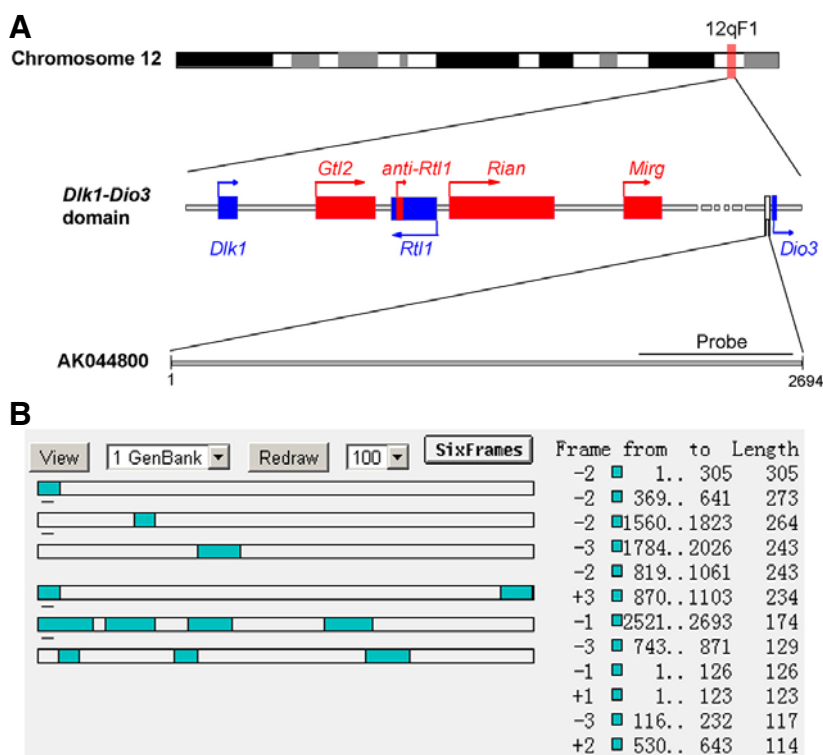 A
12qF1
Chromosome 12
Gtl2 anti-Rtl1 Rian Mirg
Dlk1-Dio3
domain
Dlk1 Rtl1 Dio3
Probe
AK044800
1 2694
B
View 1 GenBank Redraw 100 SixFrames
Frame from to Length
-2 1.. 305 305
-2 369.. 641 273
-2 1560..1823 264
-3 1784..2026 243
-2 819..1061 243
+3 870..1103 234
-1 2521..2693 174
-3 743.. 871 129
-1 1.. 126 126
+1 1.. 123 123
-3 116.. 232 117
+2 530.. 643 114